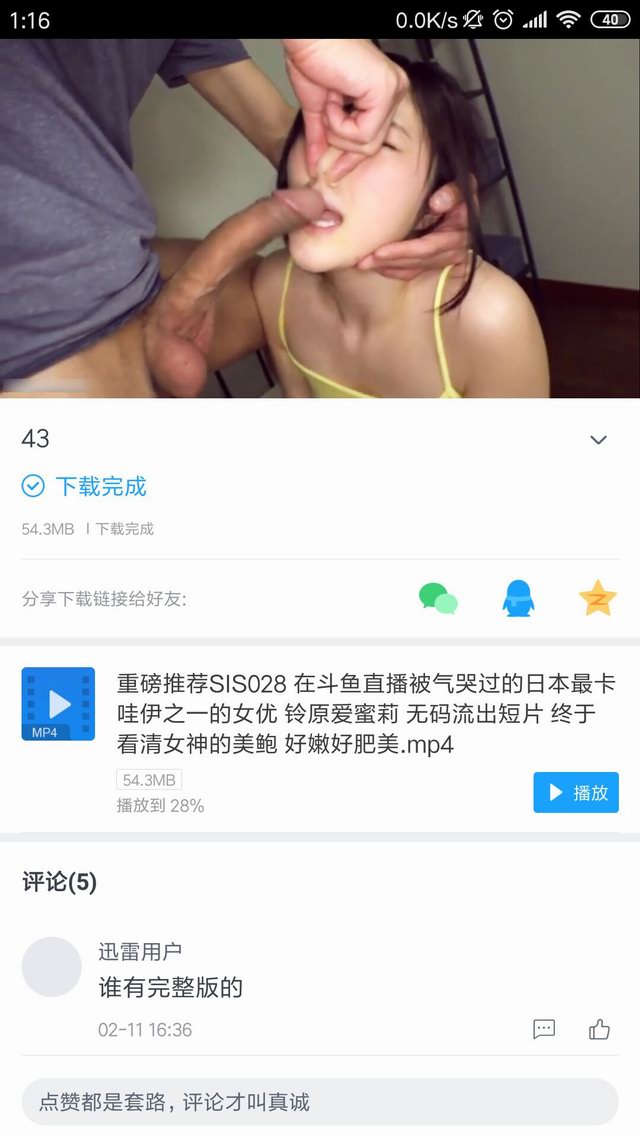 1:16
0.0K/s
40
43
下载完成
54.3MB | 下载完成
分享下载链接给好友:
重磅推荐SIS028 在斗鱼直播被气哭过的日本最卡
哇伊之一的女优 铃原爱蜜莉 无码流出短片 终于
看清女神的美鲍 好嫩好肥美.mp4
MP4
54.3MB
播放到 28%
播放
评论(5)
迅雷用户
谁有完整版的
02-11 16:36
点赞都是套路, 评论才叫真诚